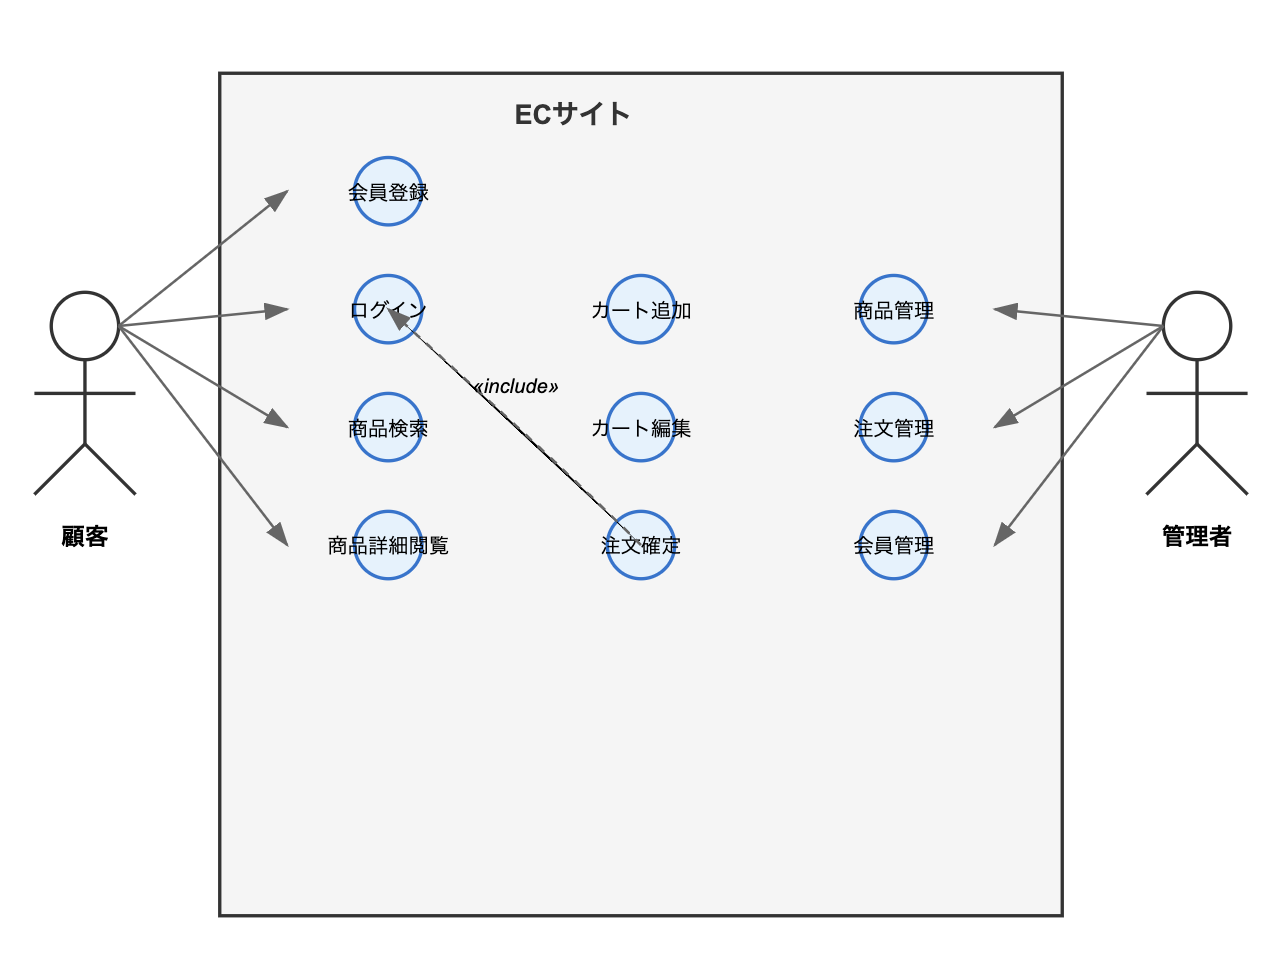 ECサイト
会員登録
ログイン
カート追加
商品管理
«include»
商品検索
カート編集
注文管理
商品詳細閲覧
注文確定
会員管理
顧客
管理者